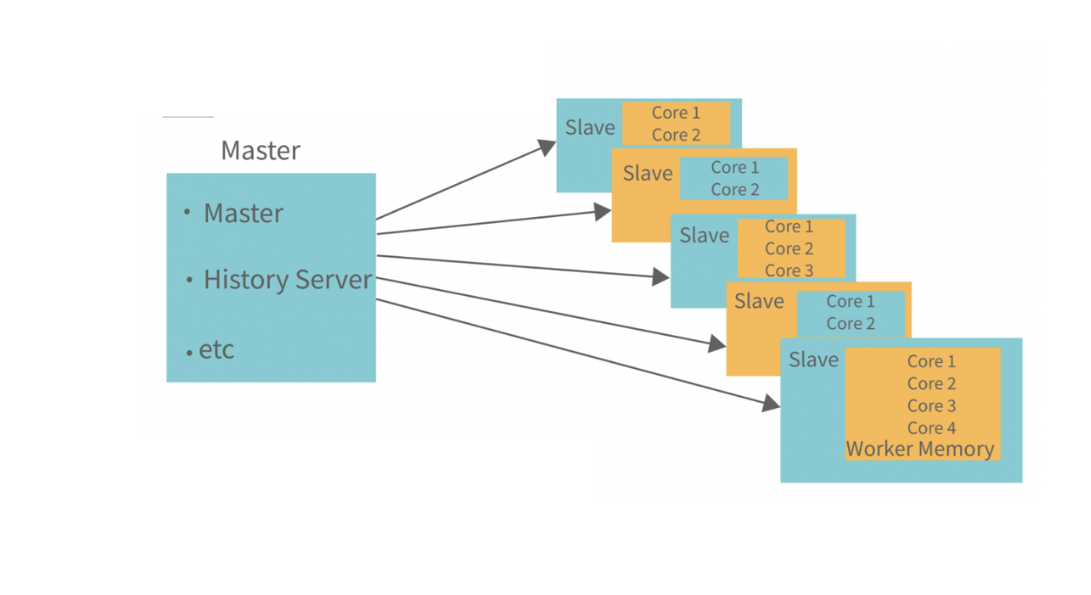 Master
• Master
• History Server
• etc
Slave
Core 1
Core 2
Slave
Core 1
Core 2
Slave
Core 1
Core 2
Core 3
Slave
Core 1
Core 2
Slave
Core 1
Core 2
Core 3
Core 4
Worker Memory